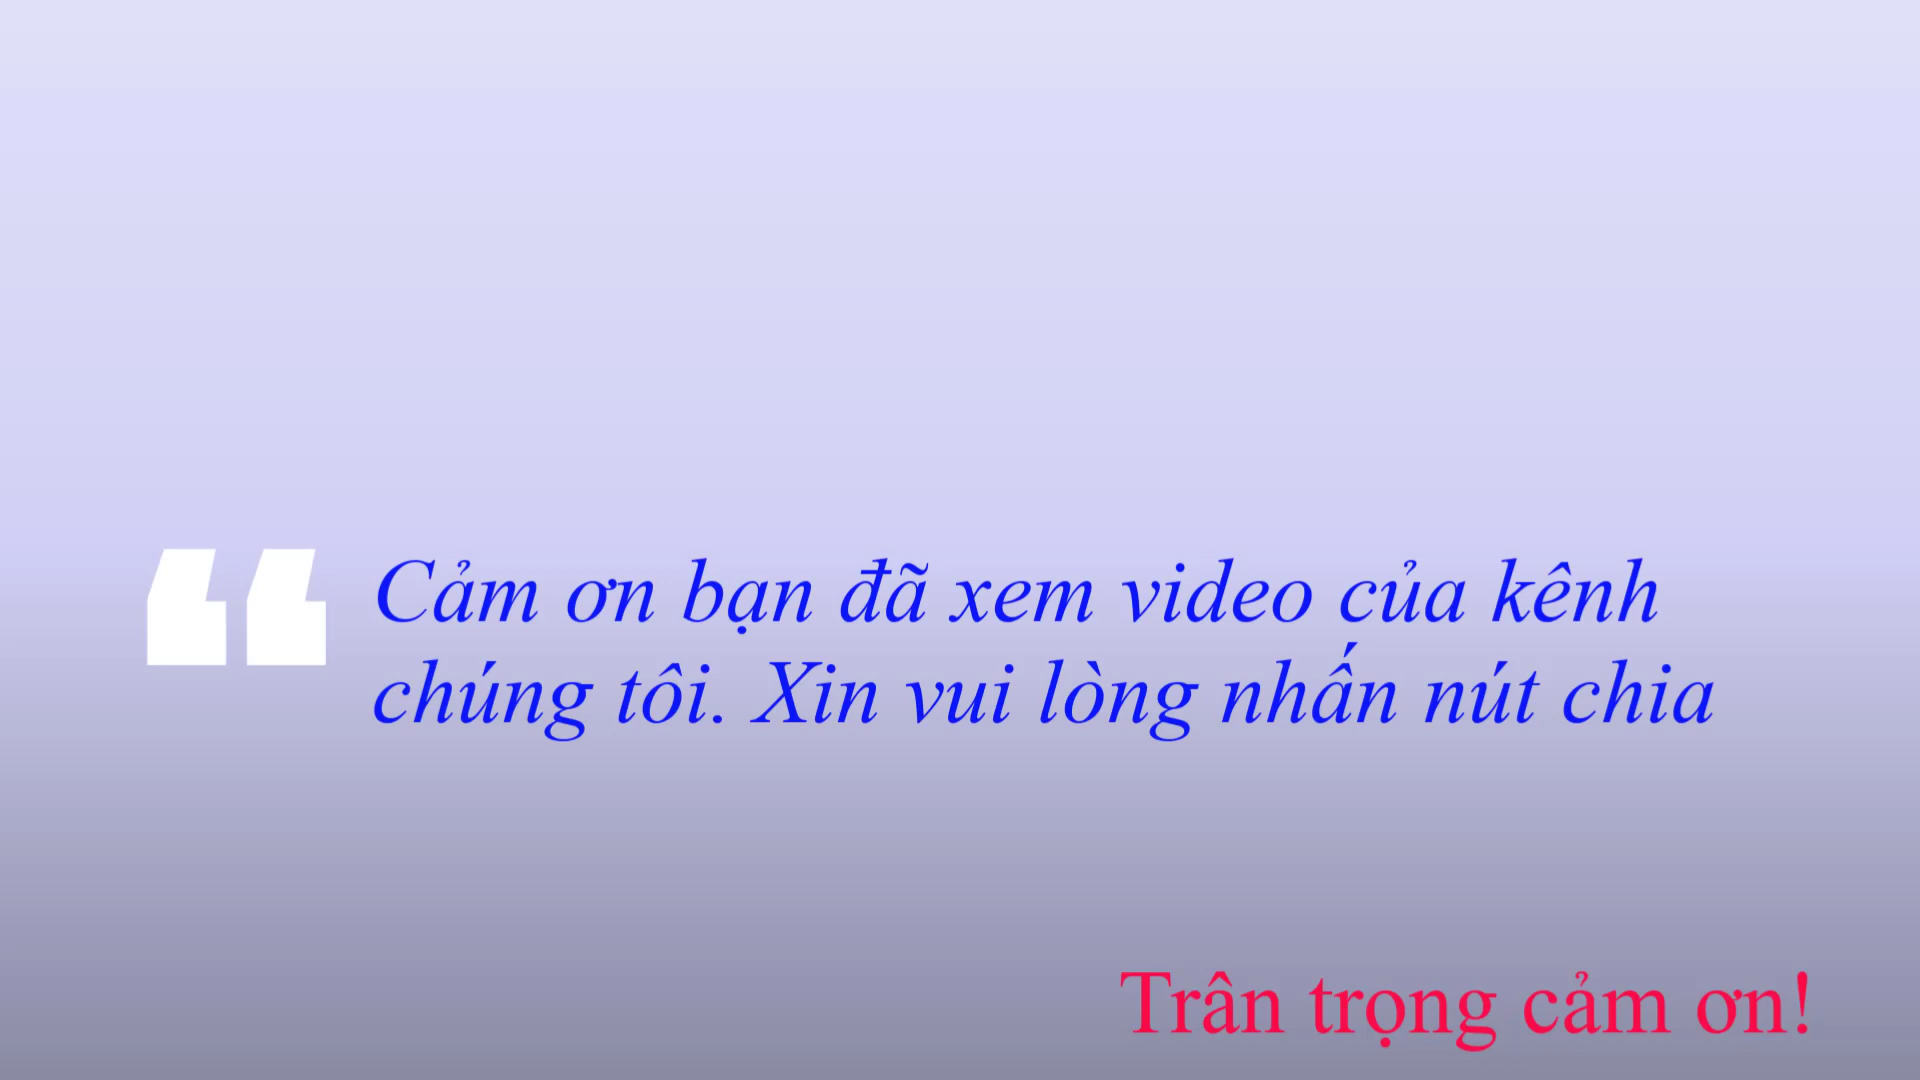 “ Cảm ơn bạn đã xem video của kênh
chúng tôi. Xin vui lòng nhấn nút chia
Trân trọng cảm ơn!